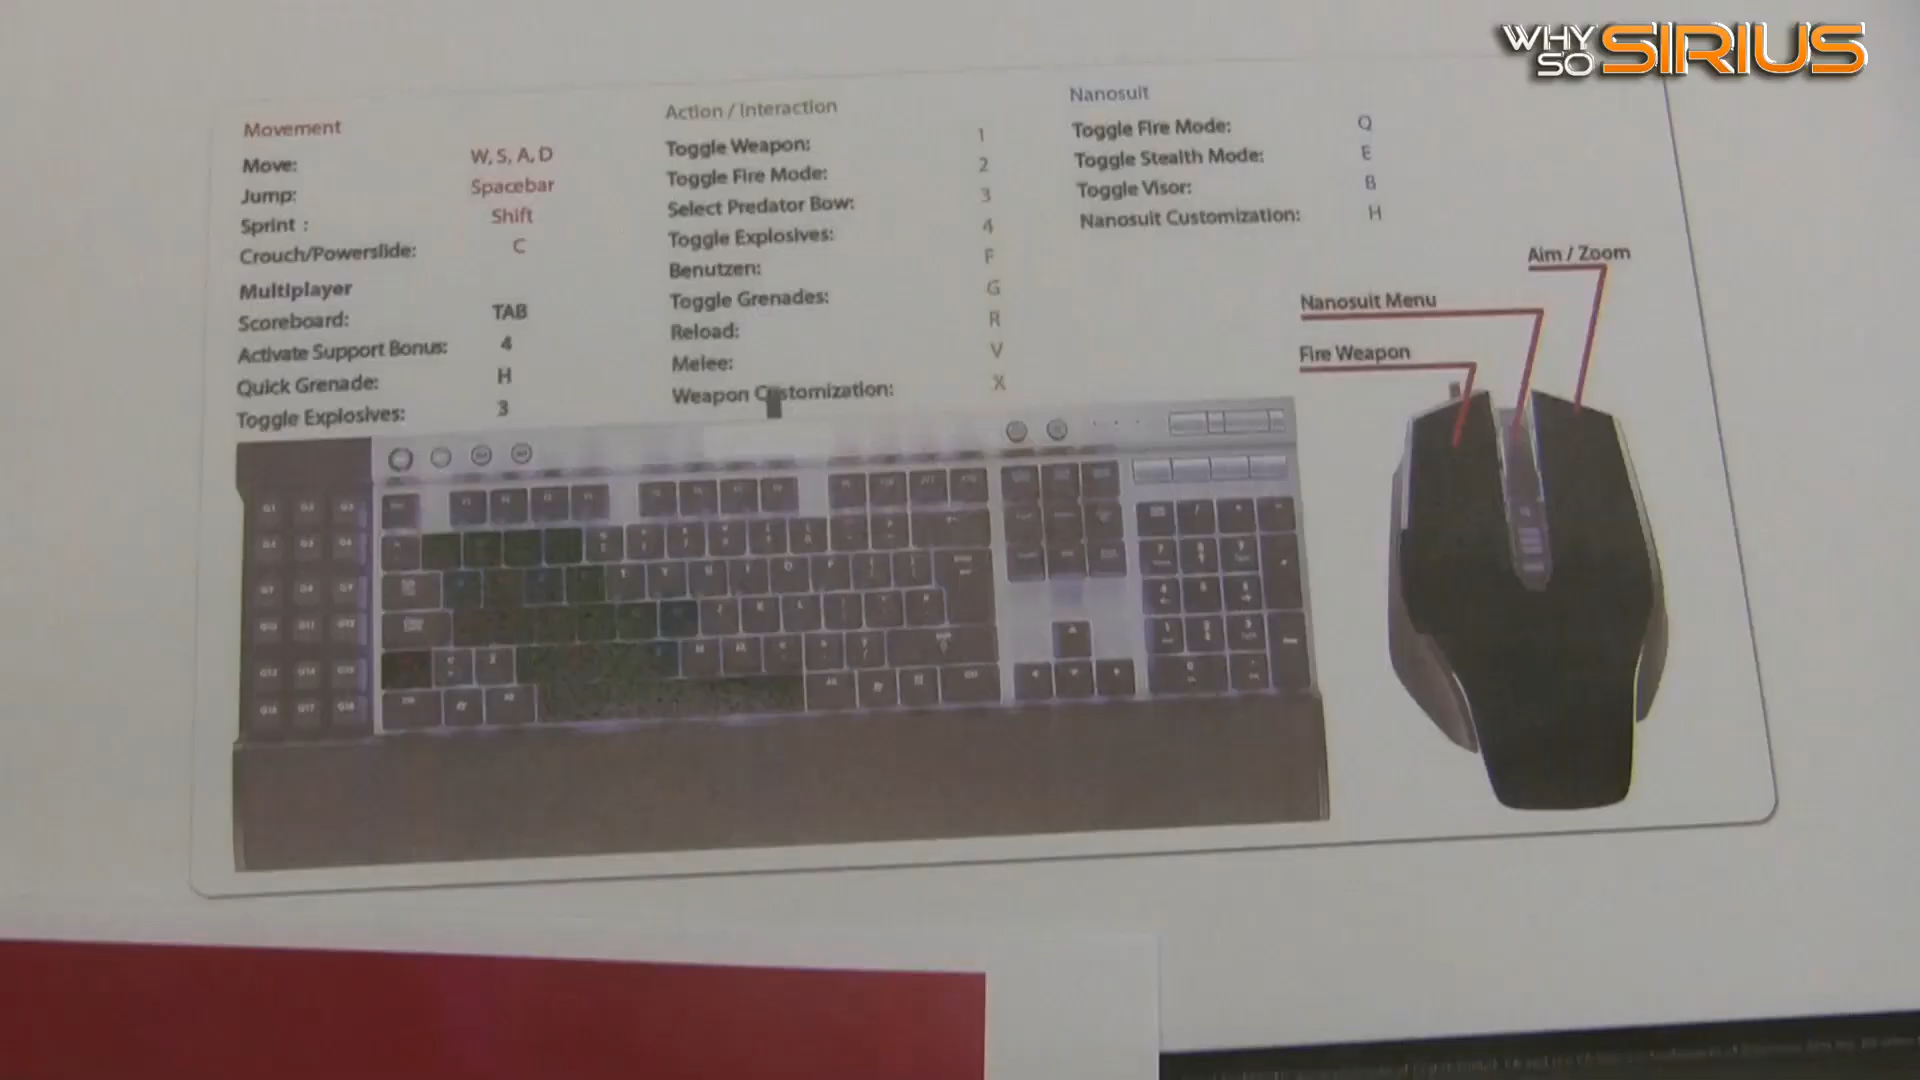 WHY SO SIRIUS
Movement
Move: W, S, A, D
Jump: Spacebar
Sprint : Shift
Crouch/Powerslide: C
Multiplayer
Scoreboard: TAB
Activate Support Bonus: 4
Quick Grenade: H
Toggle Explosives: 3
Action / Interaction
Toggle Weapon: 1
Toggle Fire Mode: 2
Select Predator Bow: 3
Toggle Explosives: 4
Benutzen: F
Toggle Grenades: G
Reload: R
Melee: V
Weapon Customization: X
Nanosuit
Toggle Fire Mode: Q
Toggle Stealth Mode: E
Toggle Visor: B
Nanosuit Customization: H
Aim / Zoom
Nanosuit Menu
Fire Weapon